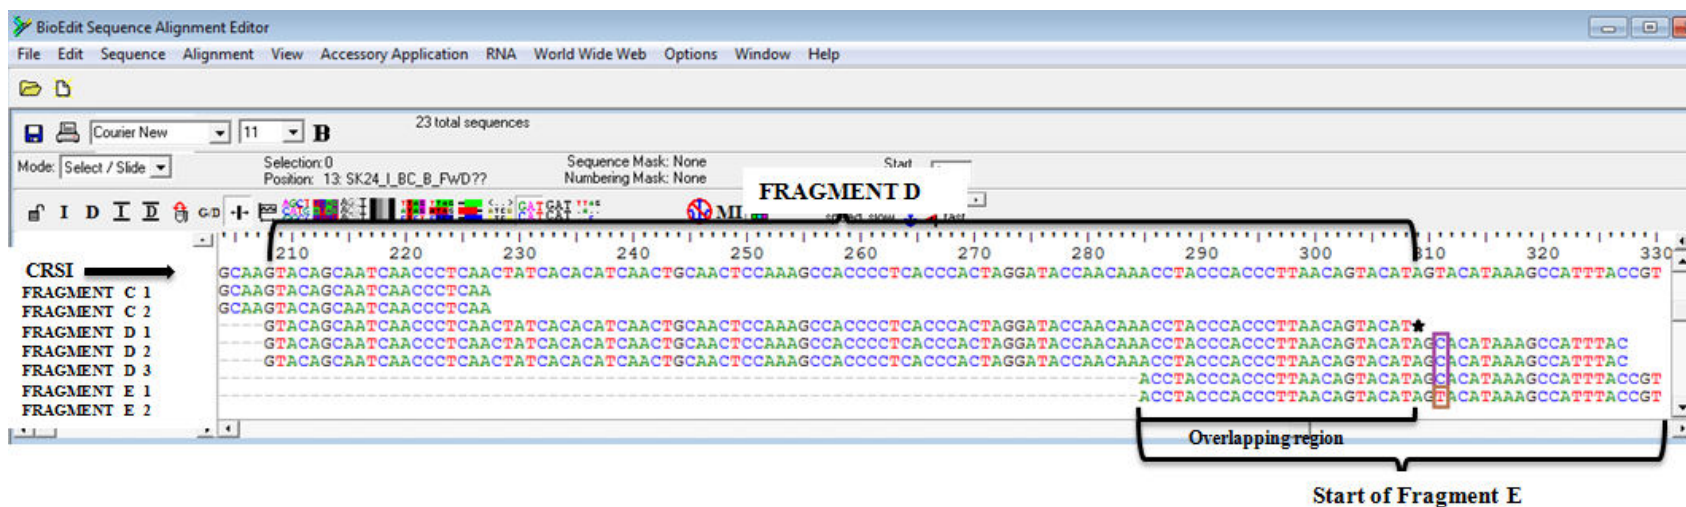 BioEdit Sequence Alignment Editor
File Edit Sequence Alignment View Accessory Application RNA World Wide Web Options Window Help
Courier New 11 B 23 total sequences
Mode: Select / Slide Selection: 0 Sequence Mask: None Start
Position: 13: SK24_I_BC_B_FWD?? Numbering Mask: None
FRAGMENT D
I D I D G/D
210 220 230 240 250 260 270 280 290 300 310 320 330
CRSI GCAAGTACAGCAATCAACCCTCAACTATCACACATCAACTGCAACTCCAAAGCCACCCCTCACCCACTAGGATACCAACAAACCTACCCACCCTTAACAGTACATAGTACATAAAGCCATTTACCGT
FRAGMENT C 1 GCAAGTACAGCAATCAACCCTCAA
FRAGMENT C 2 GCAAGTACAGCAATCAACCCTCAA
FRAGMENT D 1 GTACAGCAATCAACCCTCAACTATCACACATCAACTGCAACTCCAAAGCCACCCCTCACCCACTAGGATACCAACAAACCTACCCACCCTTAACAGTACAT*
FRAGMENT D 2 GTACAGCAATCAACCCTCAACTATCACACATCAACTGCAACTCCAAAGCCACCCCTCACCCACTAGGATACCAACAAACCTACCCACCCTTAACAGTACATAGCACATAAAGCCATTTAC
FRAGMENT D 3 GTACAGCAATCAACCCTCAACTATCACACATCAACTGCAACTCCAAAGCCACCCCTCACCCACTAGGATACCAACAAACCTACCCACCCTTAACAGTACATAGCACATAAAGCCATTTAC
FRAGMENT E 1 ACCTACCCACCCTTAACAGTACATAGCACATAAAGCCATTTACCGT
FRAGMENT E 2 ACCTACCCACCCTTAACAGTACATAGTACATAAAGCCATTTACCGT
Overlapping region
Start of Fragment E